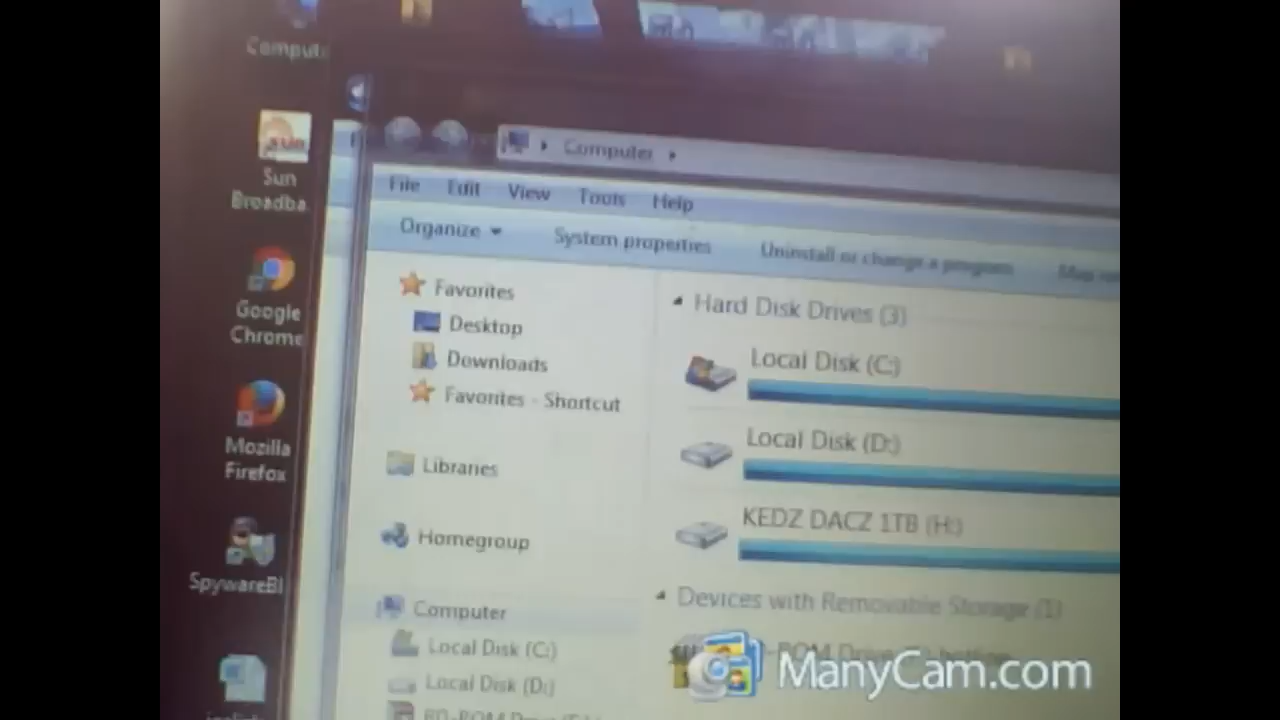 Comput
Sun
Broadba
Google
Chrome
Mozilla
Firefox
SpywareBl
Computer
File Edit View Tools Help
Organize System properties Uninstall or change a program Map
Favorites
Desktop
Downloads
Favorites - Shortcut
Libraries
Homegroup
Computer
Local Disk (C:)
Local Disk (D:)
Hard Disk Drives (3)
Local Disk (C:)
Local Disk (D:)
KEDZ DACZ 1TB (H:)
Devices with Removable Storage (1)
ManyCam.com